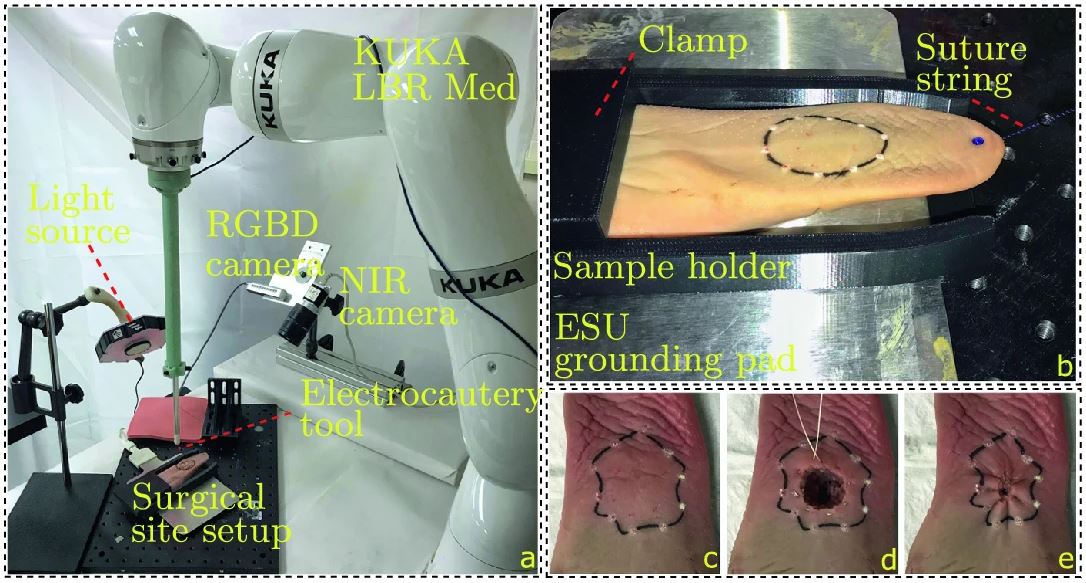 KUKA
LBR Med
KUKA
Light
source
RGBD
camera
NIR
camera
KUKA
Electrocautery
tool
Surgical
site setup
a
Clamp
Suture
string
Sample holder
ESU
grounding pad
b
c
d
e